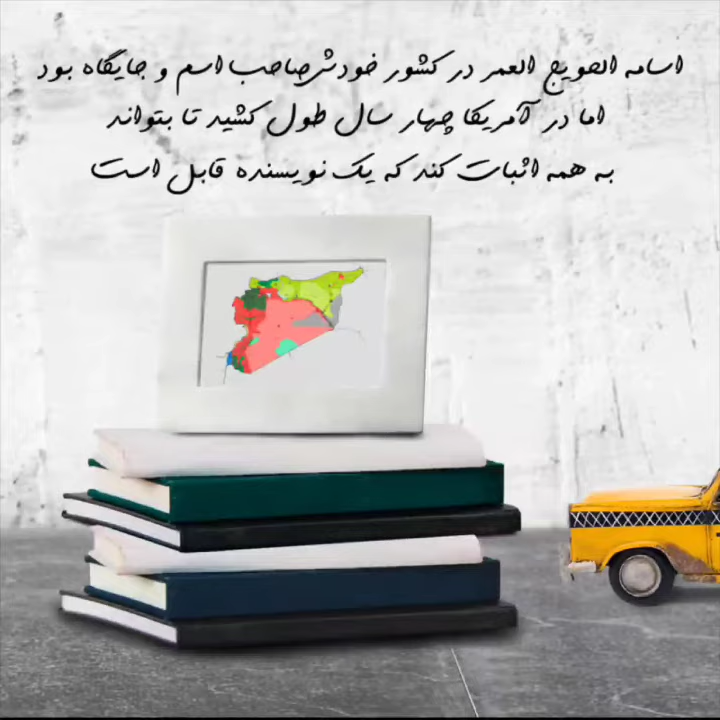 اسامه الحویج العمر در کشور خودش صاحب اسم و جایگاه بود
اما در آمریکا چهار سال طول کشید تا بتواند
به همه اثبات کند که یک نویسنده قابل است